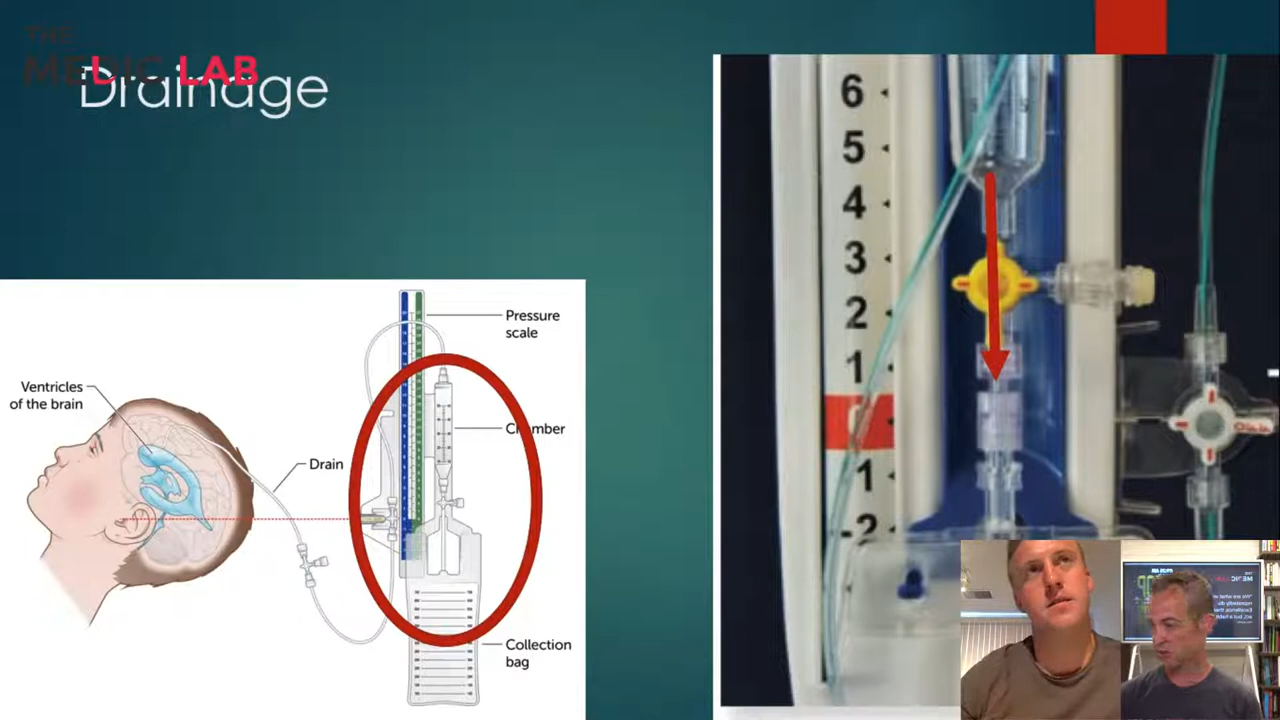 THE
MEDIC LAB
Drainage
Pressure
scale
Ventricles
of the brain
Chamber
Drain
Collection
bag
6
5
4
3
2
1
0
1
-2